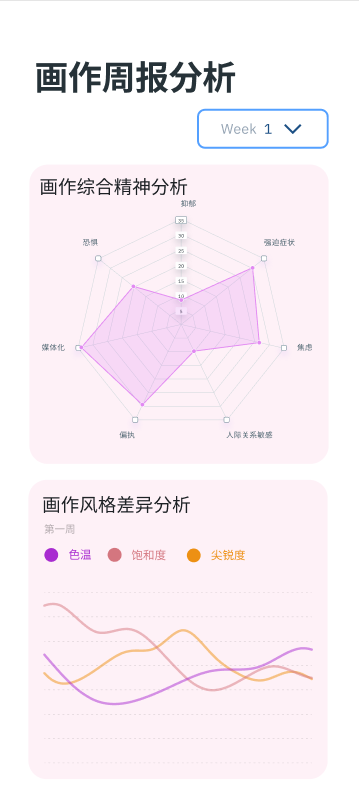 画作周报分析
Week 1
画作综合精神分析
抑郁
35
30
25
20
15
10
5
恐惧
强迫症状
媒体化
焦虑
偏执
人际关系敏感
画作风格差异分析
第一周
色温 饱和度 尖锐度